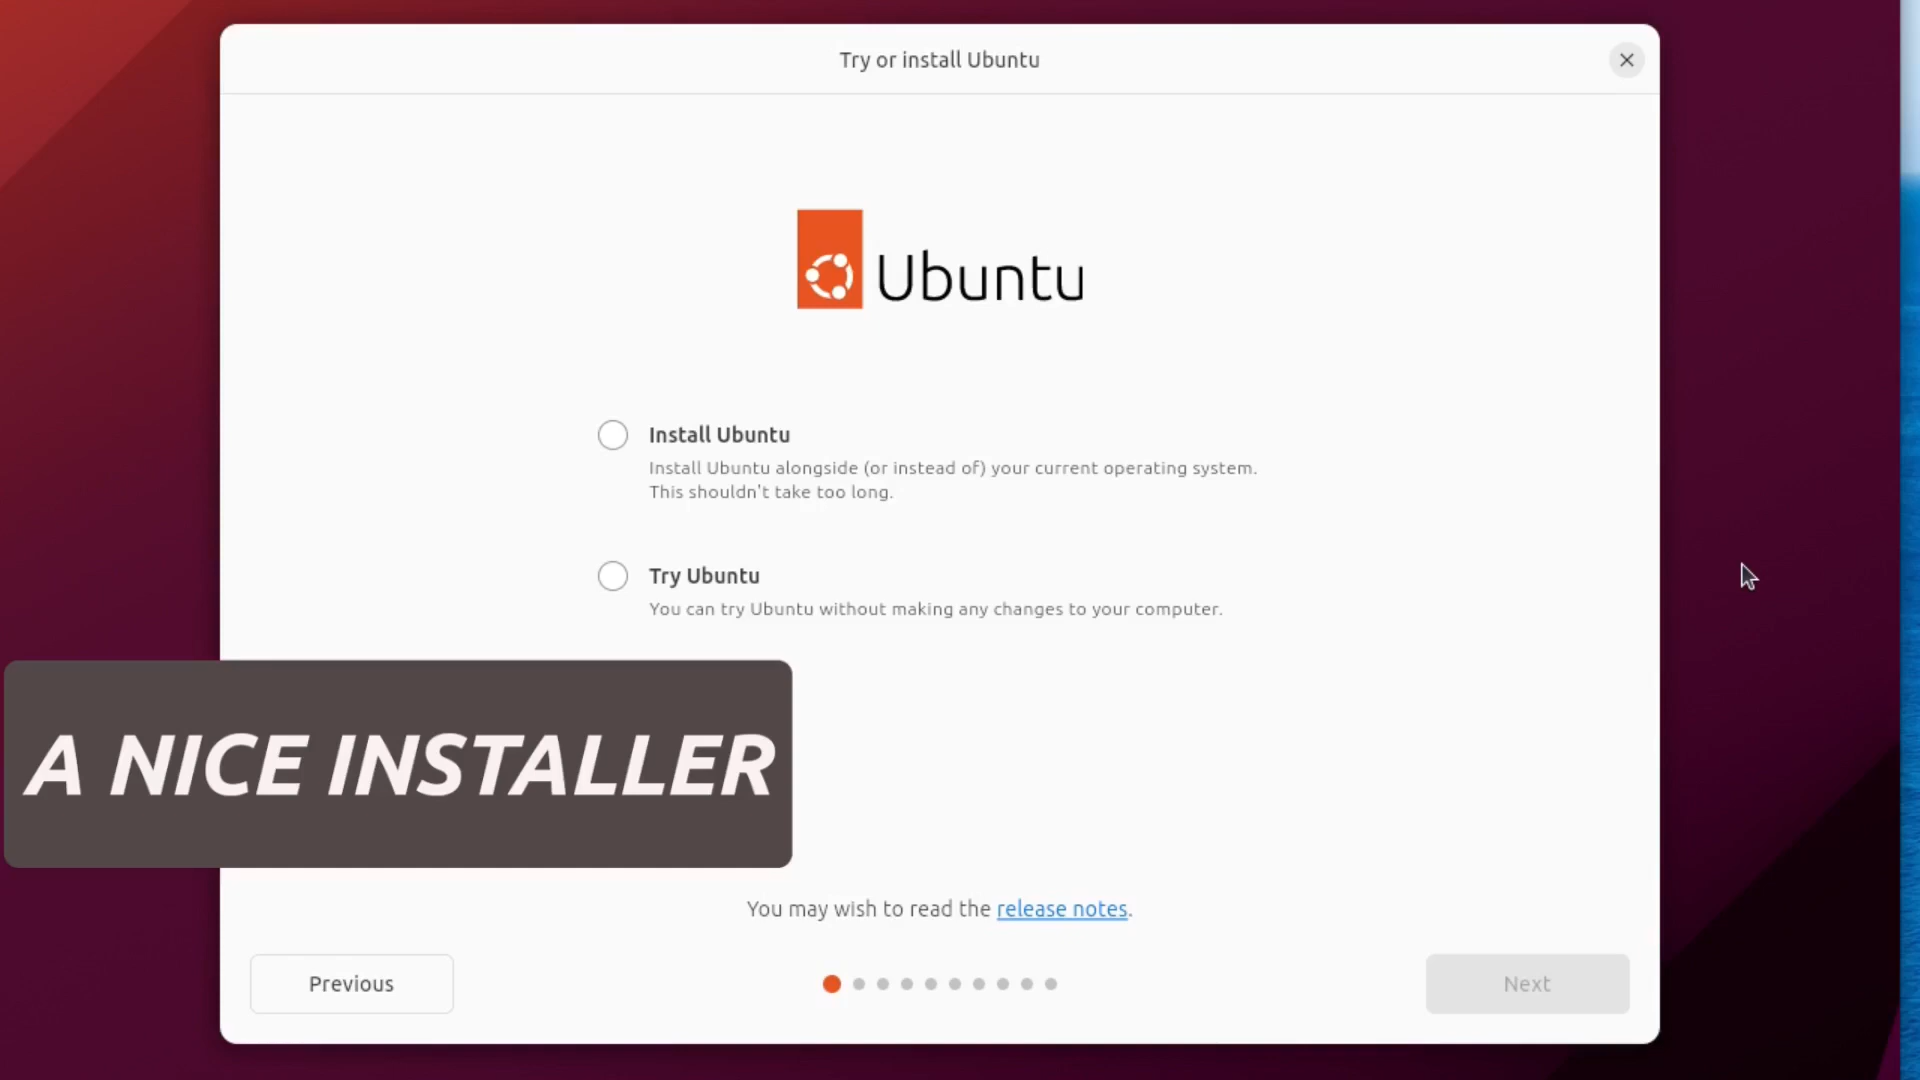 Try or install Ubuntu
Ubuntu
Install Ubuntu
Install Ubuntu alongside (or instead of) your current operating system.
This shouldn't take too long.
Try Ubuntu
You can try Ubuntu without making any changes to your computer.
A NICE INSTALLER
You may wish to read the release notes.
Previous
Next